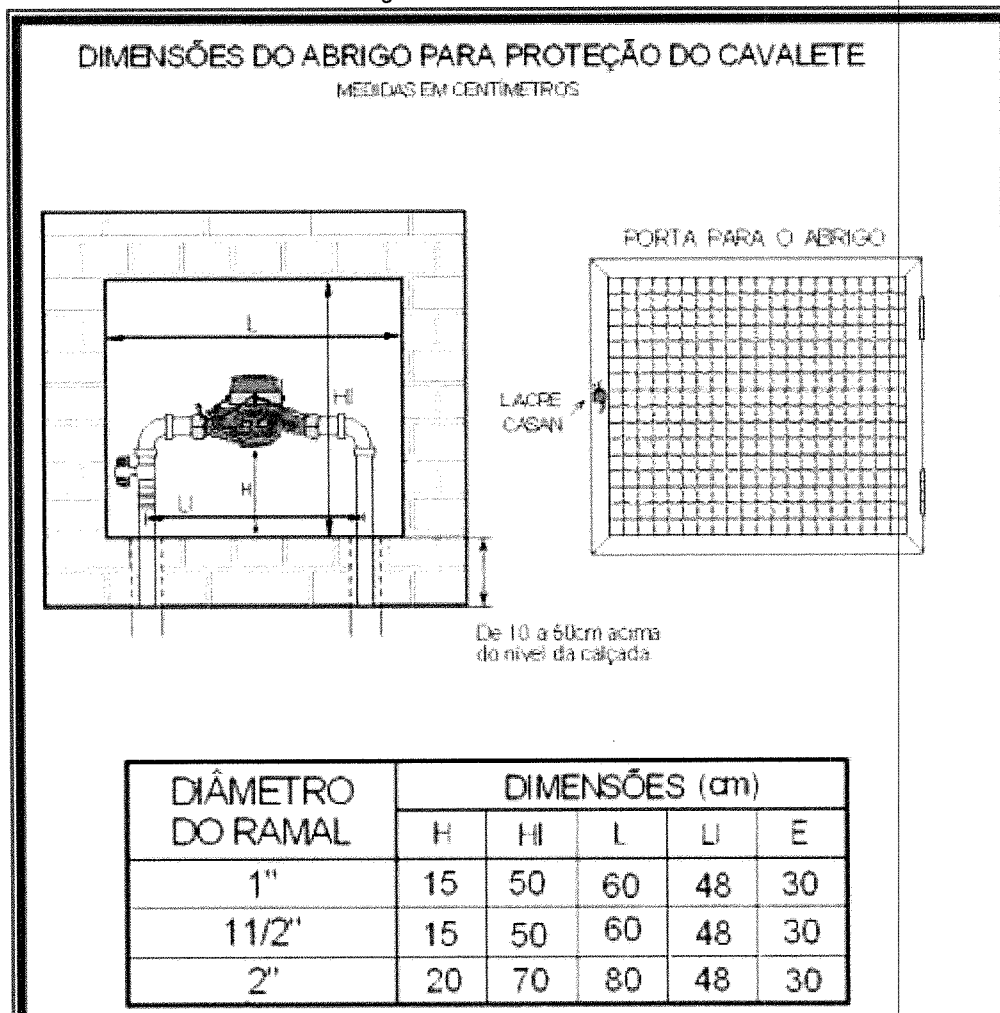 DIMENSÕES DO ABRIGO PARA PROTEÇÃO DO CAVALETE
MEDIDAS EM CENTÍMETROS
PORTA PARA O ABRIGO
L
HI
LACRE
CASAN
H
LI
De 10 a 50cm acima
do nível da calçada
DIÂMETRO
DO RAMAL
DIMENSÕES (cm)
H HI L LI E
1" 15 50 60 48 30
11/2" 15 50 60 48 30
2" 20 70 80 48 30